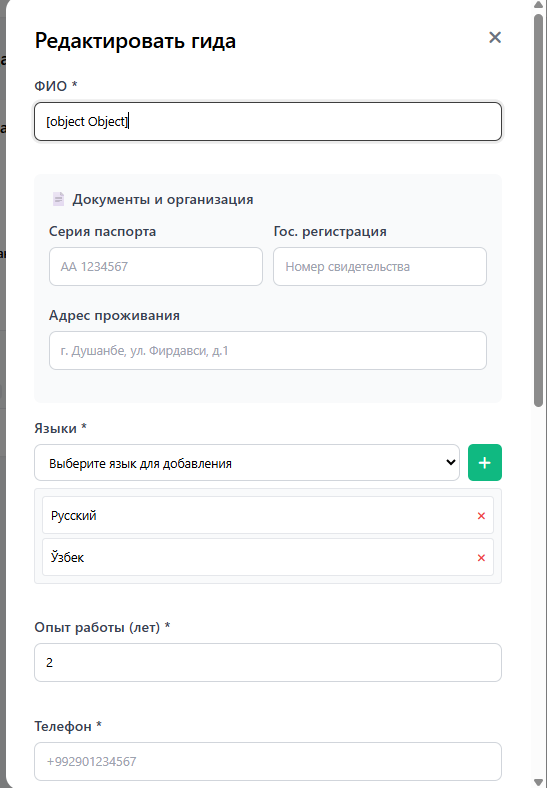 Редактировать гида ×
ФИО *
[object Object]
Документы и организация
Серия паспорта Гос. регистрация
AA 1234567 Номер свидетельства
Адрес проживания
г. Душанбе, ул. Фирдавси, д.1
Языки *
Выберите язык для добавления +
Русский ×
Ўзбек ×
Опыт работы (лет) *
2
Телефон *
+992901234567